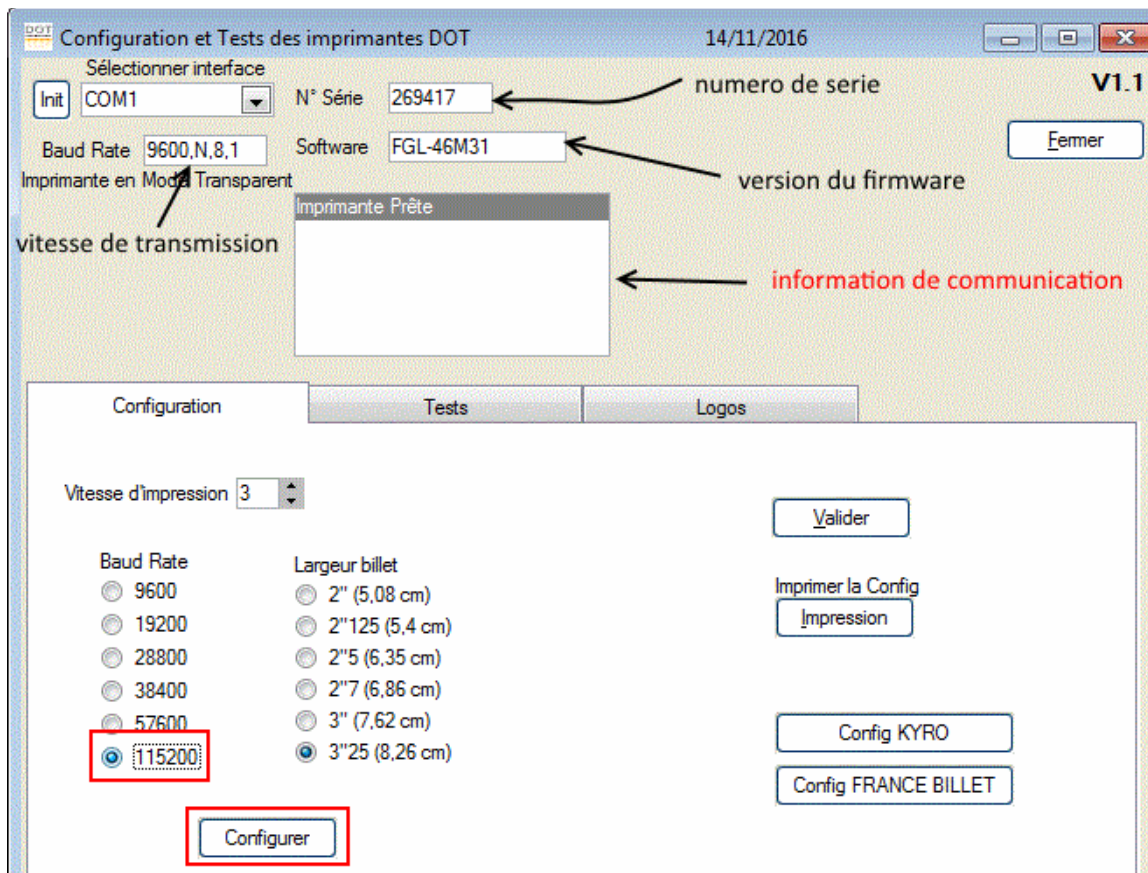 DOT
Configuration et Tests des imprimantes DOT 14/11/2016
Sélectionner interface
Init COM1 N° Série 269417 numero de serie V1.1
Baud Rate 9600,N,8,1 Software FGL-46M31 Fermer
Imprimante en Mode Transparent version du firmware
Imprimante Prête
vitesse de transmission
information de communication
Configuration Tests Logos
Vitesse d'impression 3
Valider
Baud Rate Largeur billet
9600 2"(5,08 cm) Imprimer la Config
19200 2"125 (5,4 cm) Impression
28800 2"5 (6,35 cm)
38400 2"7 (6,86 cm)
57600 3" (7,62 cm) Config KYRO
115200 3"25 (8,26 cm)
Config FRANCE BILLET
Configurer